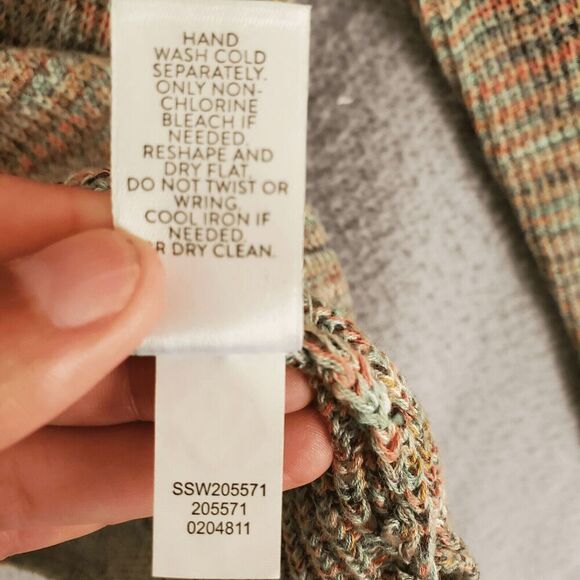 HAND
WASH COLD
SEPARATELY.
ONLY NON-
CHLORINE
BLEACH IF
NEEDED.
RESHAPE AND
DRY FLAT.
DO NOT TWIST OR
WRING.
COOL IRON IF
NEEDED.
R DRY CLEAN.
SSW205571
205571
0204811